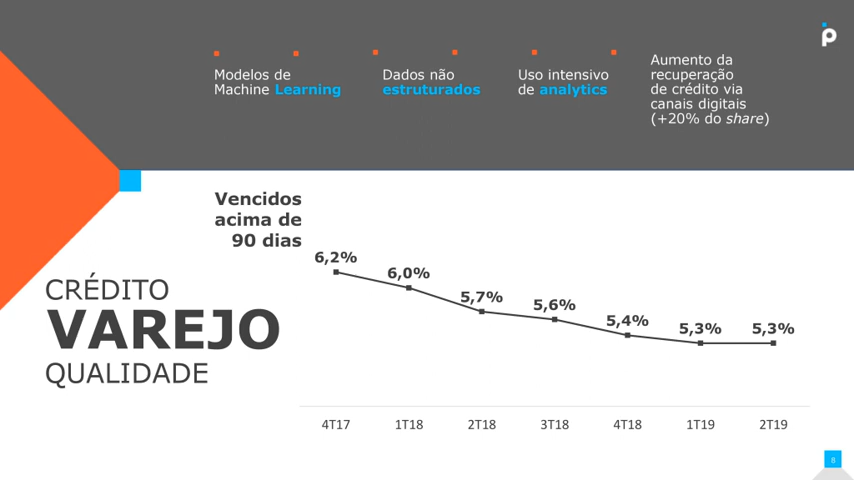 Modelos de
Machine Learning
Dados não
estruturados
Uso intensivo
de analytics
Aumento da
recuperação
de crédito via
canais digitais
(+20% do share)
Vencidos
acima de
90 dias
CRÉDITO
VAREJO
QUALIDADE
6,2%
6,0%
5,7%
5,6%
5,4%
5,3%
5,3%
4T17
1T18
2T18
3T18
4T18
1T19
2T19
8